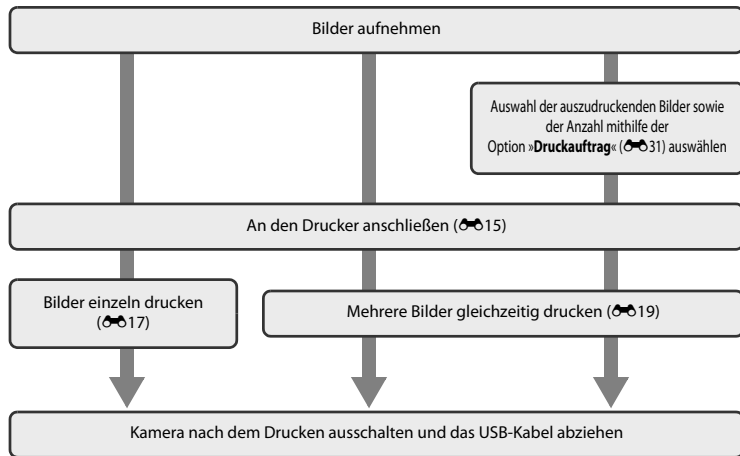 Bilder aufnehmen
Auswahl der auszudruckenden Bilder sowie
der Anzahl mithilfe der
Option »Druckauftrag« (31) auswählen
An den Drucker anschließen (15)
Bilder einzeln drucken
(17)
Mehrere Bilder gleichzeitig drucken (19)
Kamera nach dem Drucken ausschalten und das USB-Kabel abziehen